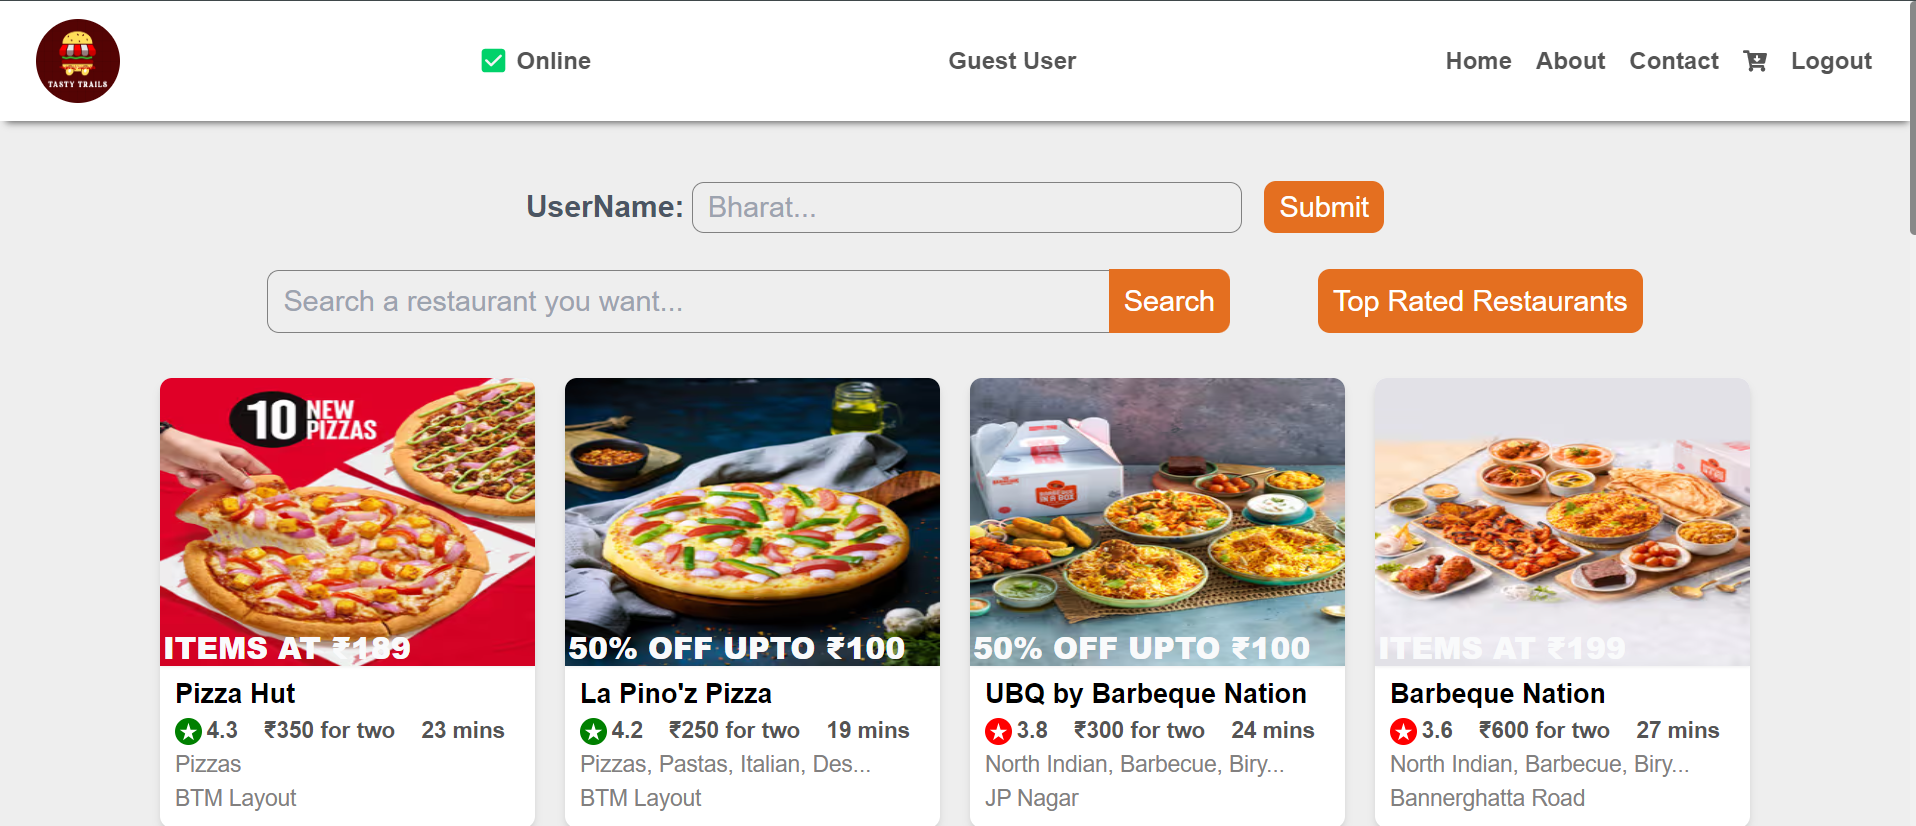 TASTY TRAILS
Online
Guest User
Home About Contact Logout
UserName: Bharat... Submit
Search a restaurant you want... Search Top Rated Restaurants
10 NEW PIZZAS
ITEMS AT ₹189
Pizza Hut
4.3 ₹350 for two 23 mins
Pizzas
BTM Layout
50% OFF UPTO ₹100
La Pino'z Pizza
4.2 ₹250 for two 19 mins
Pizzas, Pastas, Italian, Des...
BTM Layout
BARBEQUE
IN A BOX
50% OFF UPTO ₹100
UBQ by Barbeque Nation
3.8 ₹300 for two 24 mins
North Indian, Barbecue, Biry...
JP Nagar
ITEMS AT ₹199
Barbeque Nation
3.6 ₹600 for two 27 mins
North Indian, Barbecue, Biry...
Bannerghatta Road